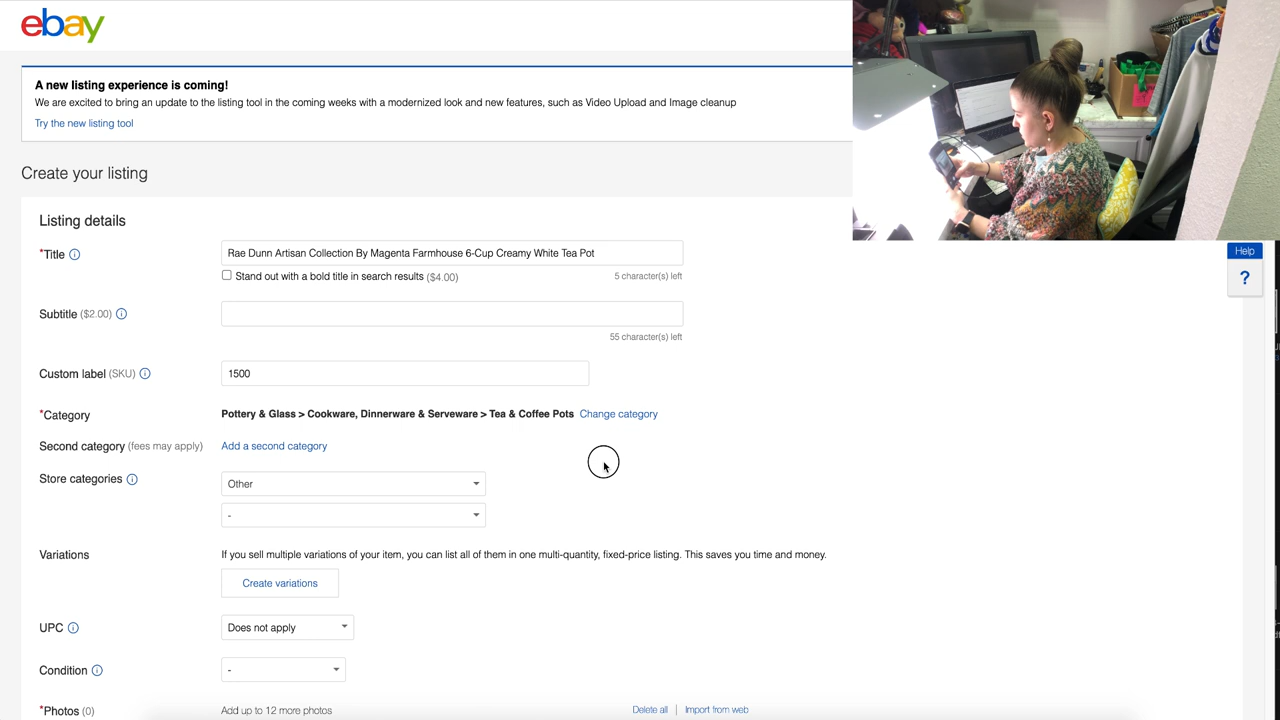 ebay
A new listing experience is coming!
We are excited to bring an update to the listing tool in the coming weeks with a modernized look and new features, such as Video Upload and Image cleanup
Try the new listing tool
Create your listing
Listing details
*Title
Rae Dunn Artisan Collection By Magenta Farmhouse 6-Cup Creamy White Tea Pot
Stand out with a bold title in search results ($4.00)
5 character(s) left
Help
?
Subtitle ($2.00)
55 character(s) left
Custom label (SKU)
1500
*Category
Pottery & Glass > Cookware, Dinnerware & Serveware > Tea & Coffee Pots Change category
Second category (fees may apply)
Add a second category
Store categories
Other
-
Variations
If you sell multiple variations of your item, you can list all of them in one multi-quantity, fixed-price listing. This saves you time and money.
Create variations
UPC
Does not apply
Condition
-
*Photos (0)
Add up to 12 more photos
Delete all | Import from web